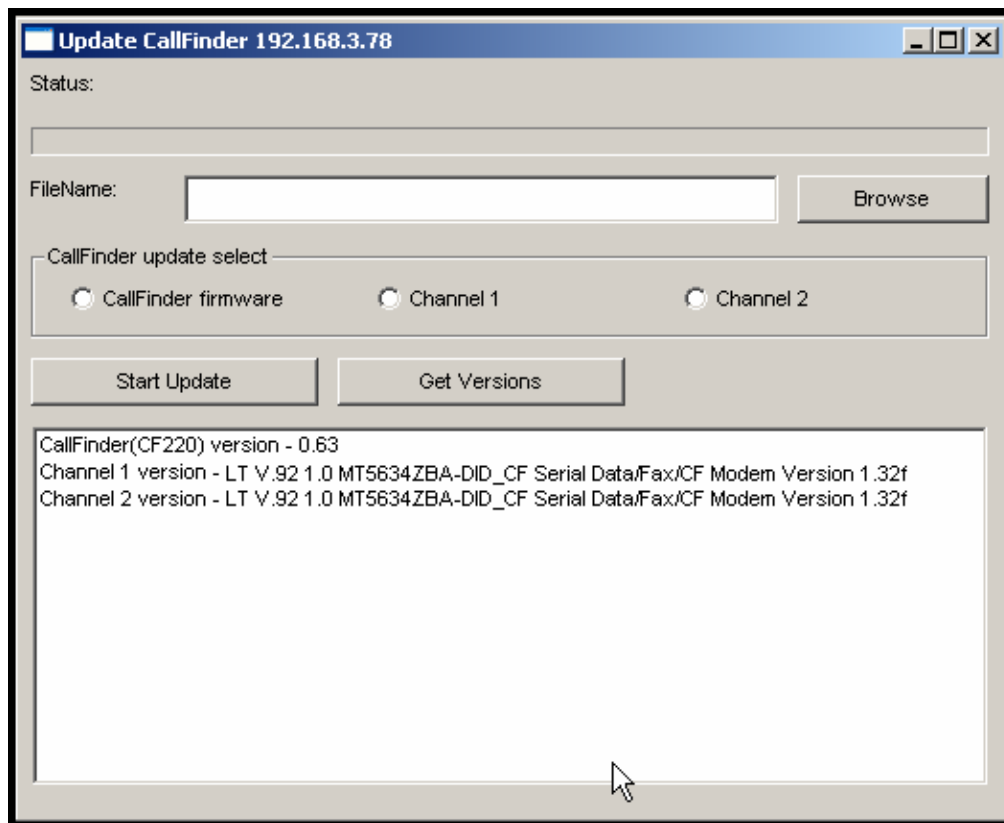 Update CallFinder 192.168.3.78
Status:
FileName:
Browse
CallFinder update select
CallFinder firmware
Channel 1
Channel 2
Start Update
Get Versions
CallFinder(CF220) version - 0.63
Channel 1 version - LT V.92 1.0 MT5634ZBA-DID_CF Serial Data/Fax/CF Modem Version 1.32f
Channel 2 version - LT V.92 1.0 MT5634ZBA-DID_CF Serial Data/Fax/CF Modem Version 1.32f